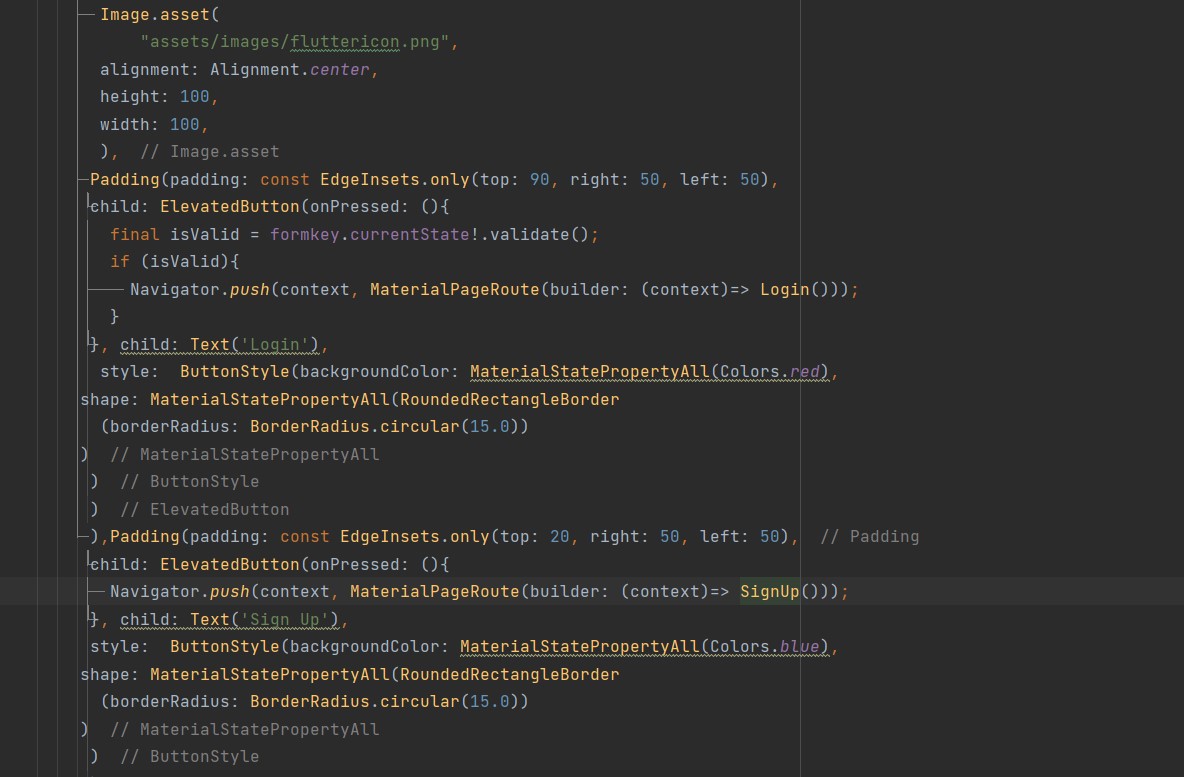 Image.asset(
    "assets/images/fluttericon.png",
alignment: Alignment.center,
height: 100,
width: 100,
),  // Image.asset
Padding(padding: const EdgeInsets.only(top: 90, right: 50, left: 50),
child: ElevatedButton(onPressed: (){
  final isValid = formkey.currentState!.validate();
  if (isValid){
    Navigator.push(context, MaterialPageRoute(builder: (context)=> Login()));
  }
}, child: Text('Login'),
 style:  ButtonStyle(backgroundColor: MaterialStatePropertyAll(Colors.red),
shape: MaterialStatePropertyAll(RoundedRectangleBorder
  (borderRadius: BorderRadius.circular(15.0))
)  // MaterialStatePropertyAll
 )  // ButtonStyle
 )  // ElevatedButton
 ),Padding(padding: const EdgeInsets.only(top: 20, right: 50, left: 50),  // Padding
child: ElevatedButton(onPressed: (){
  Navigator.push(context, MaterialPageRoute(builder: (context)=> SignUp()));
}, child: Text('Sign Up'),
 style:  ButtonStyle(backgroundColor: MaterialStatePropertyAll(Colors.blue),
shape: MaterialStatePropertyAll(RoundedRectangleBorder
  (borderRadius: BorderRadius.circular(15.0))
)  // MaterialStatePropertyAll
 )  // ButtonStyle